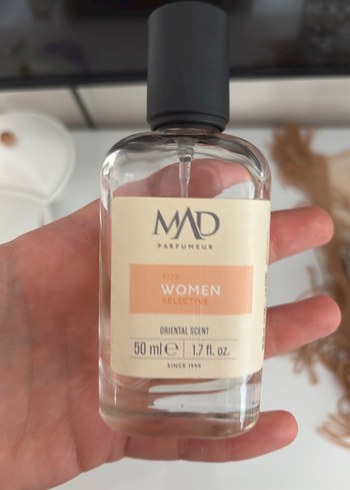 MAD
PARFUMEUR
FOR
WOMEN
SELECTIVE
ORIENTAL SCENT
50 ml ℮ 1.7 fl. oz.
SINCE 1999